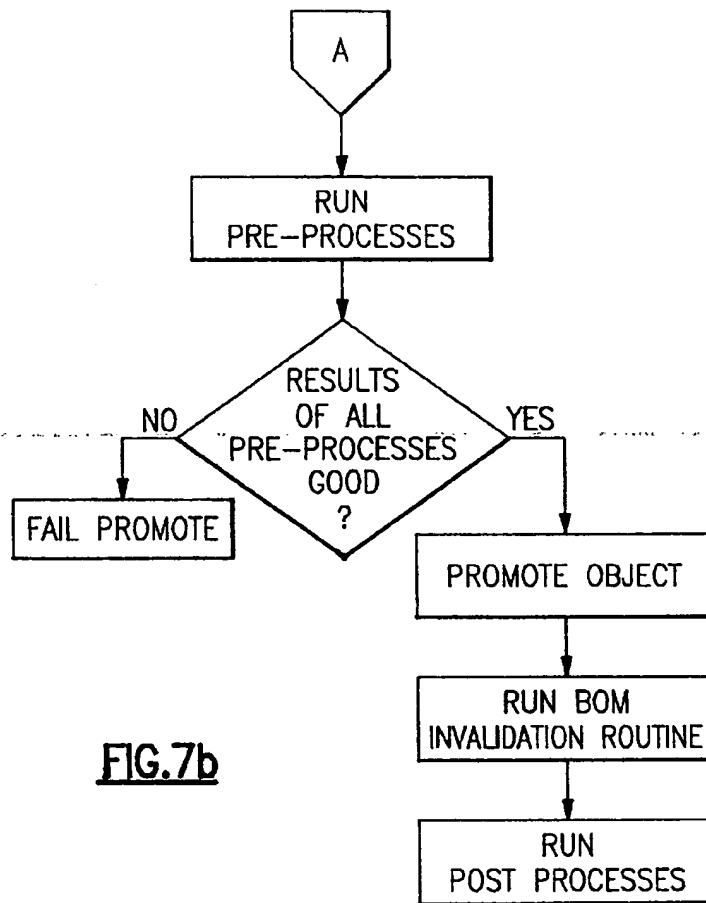 A
RUN
PRE-PROCESSES
RESULTS
OF ALL
PRE-PROCESSES
GOOD
?
NO
YES
FAIL PROMOTE
PROMOTE OBJECT
RUN BOM
INVALIDATION ROUTINE
RUN
POST PROCESSES
FIG.7b